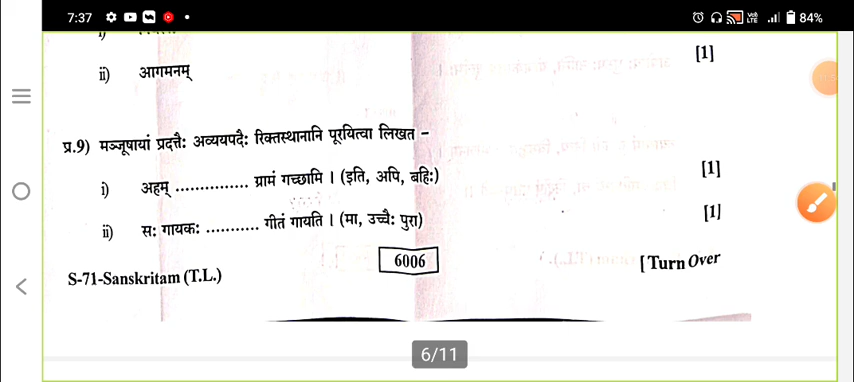 7:37 84%
ii) आगमनम् [1]
प्र.9) मञ्जूषायां प्रदत्तैः अव्ययपदैः रिक्तस्थानानि पूरयित्वा लिखत –
i) अहम् ............... ग्रामं गच्छामि । (इति, अपि, बहिः) [1]
ii) सः गायकः ........... गीतं गायति । (मा, उच्चैः पुरा) [1]
S-71-Sanskritam (T.L.) 6006 [ Turn Over
6/11